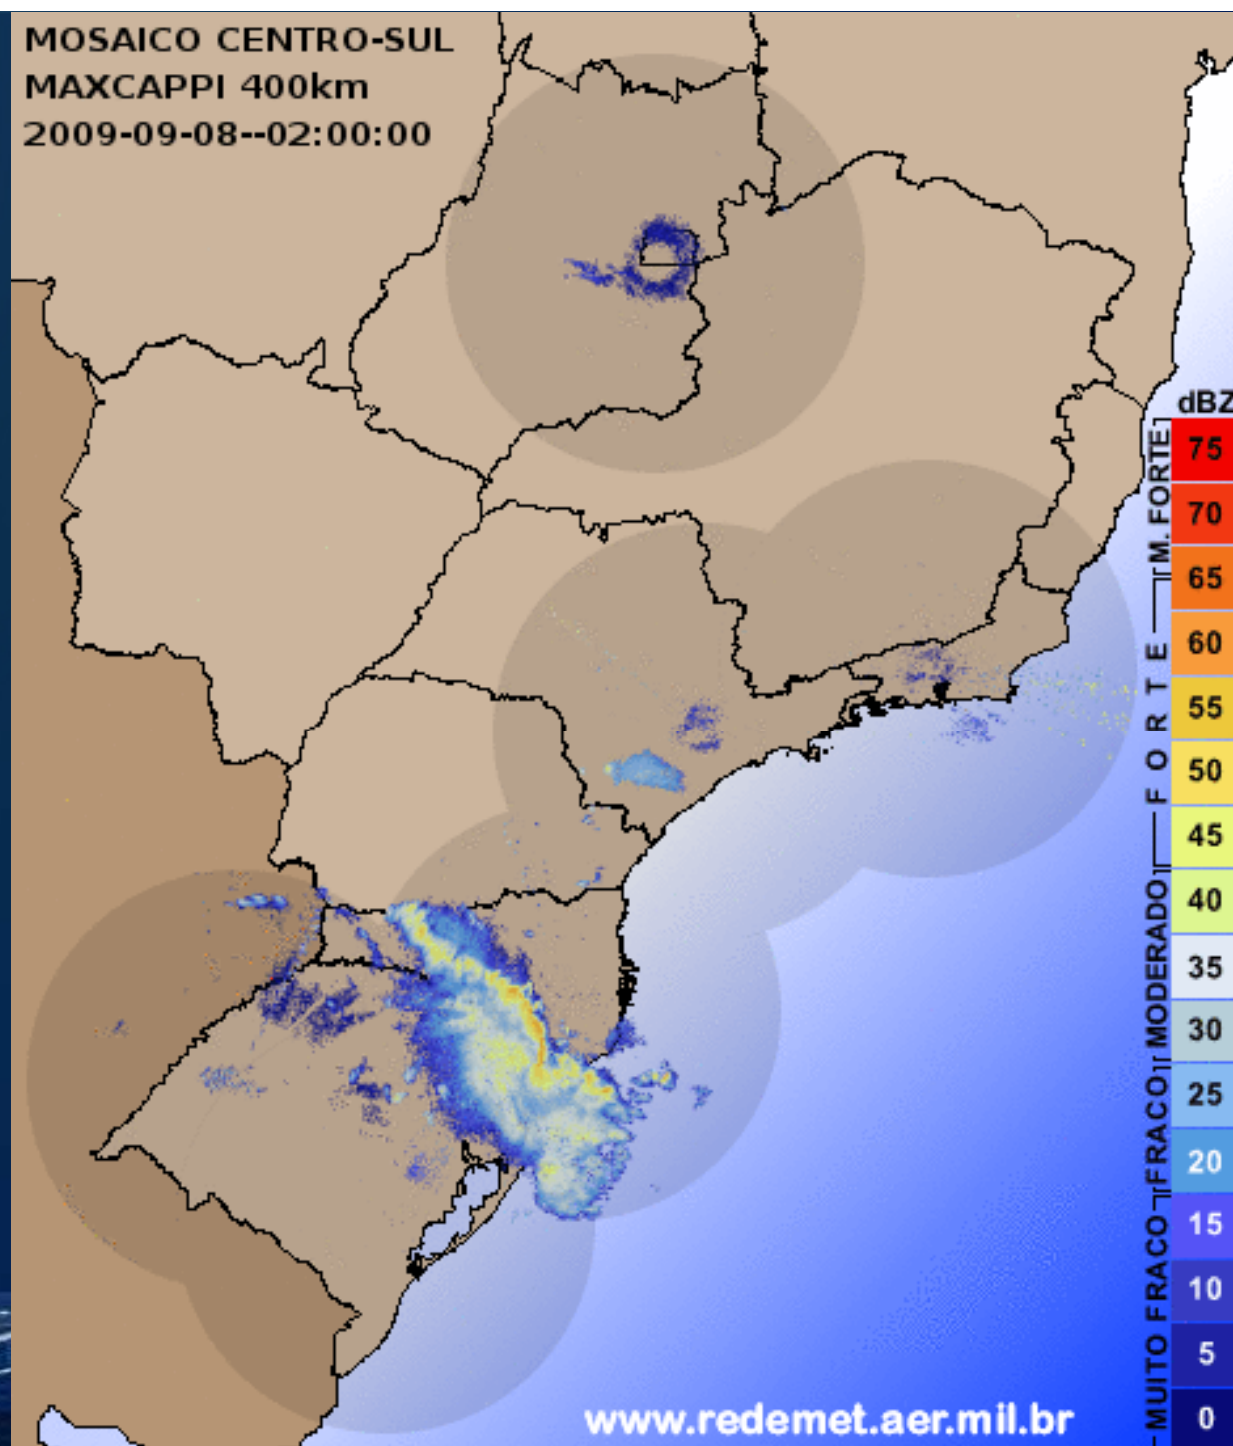 MOSAICO CENTRO-SUL
MAXCAPPI 400km
2009-09-08--02:00:00
dBZ
75
70
65
60
55
50
45
40
35
30
25
20
15
10
5
0
M. FORTE
FORTE
MODERADO
FRACO
MUITO FRACO
www.redemet.aer.mil.br